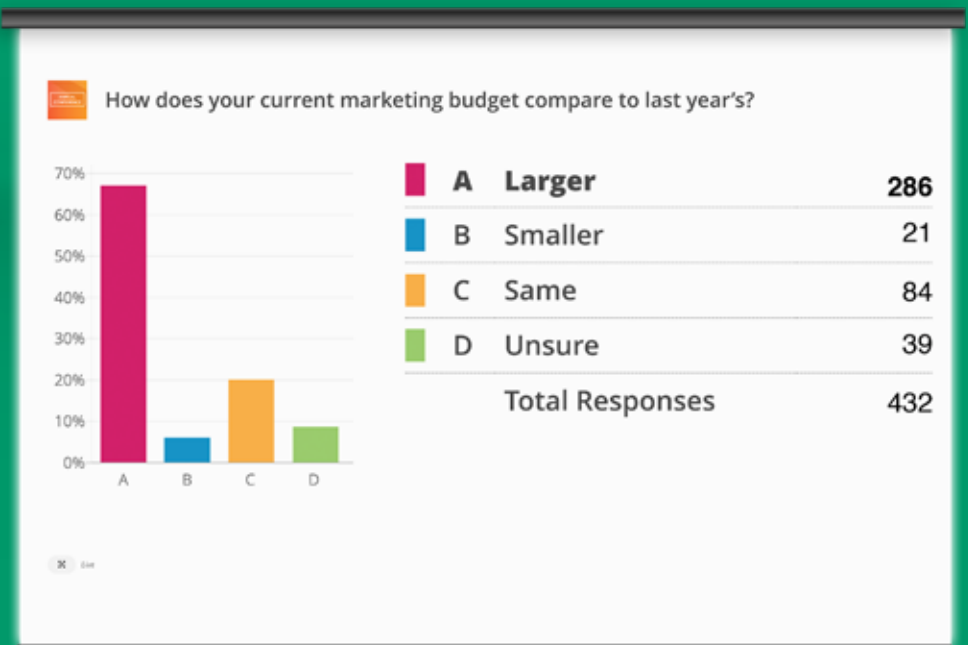 How does your current marketing budget compare to last year's?
70%
60%
50%
40%
30%
20%
10%
0%
A
B
C
D
A Larger 286
B Smaller 21
C Same 84
D Unsure 39
Total Responses 432